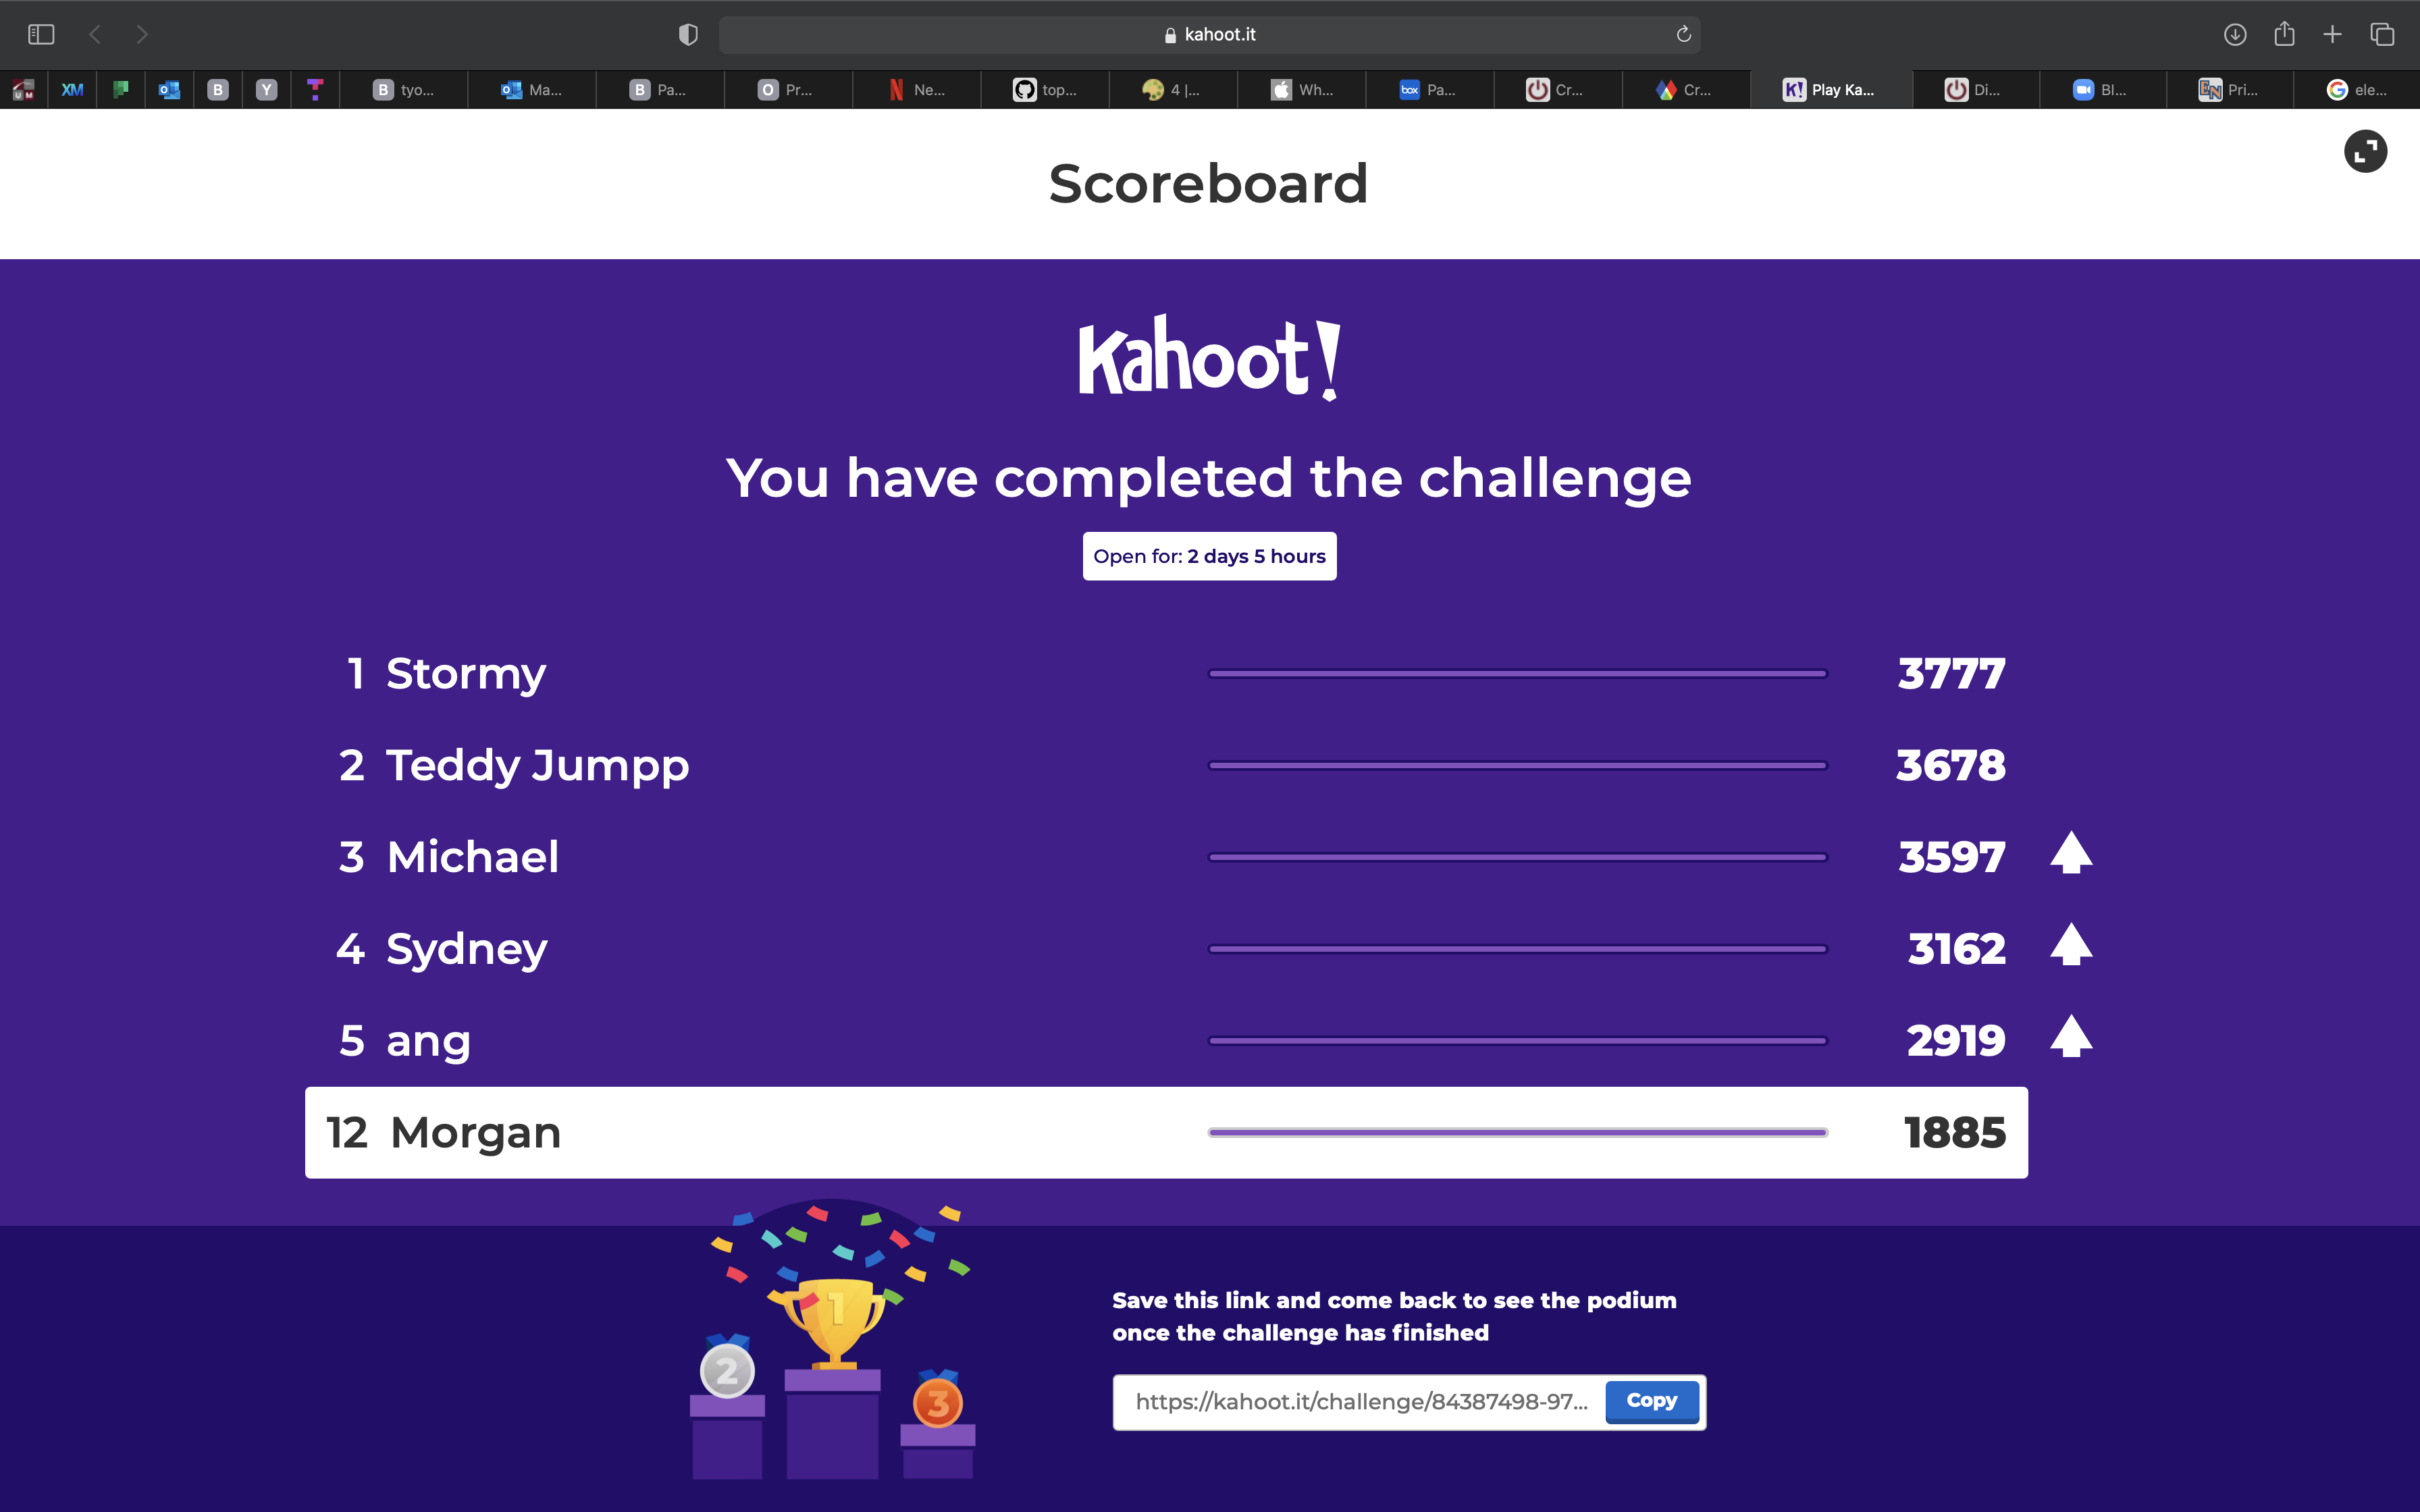 kahoot.it
XM B Y T B tyo... Ma... B Pa... O Pr... N Ne... top... 4 |... Wh... box Pa... Cr... Cr... K! Play Ka... Di... Bl... EN Pri... G ele...
Scoreboard
Kahoot!
You have completed the challenge
Open for: 2 days 5 hours
1 Stormy 3777
2 Teddy Jumpp 3678
3 Michael 3597
4 Sydney 3162
5 ang 2919
12 Morgan 1885
1
2
3
Save this link and come back to see the podium
once the challenge has finished
https://kahoot.it/challenge/84387498-97... Copy